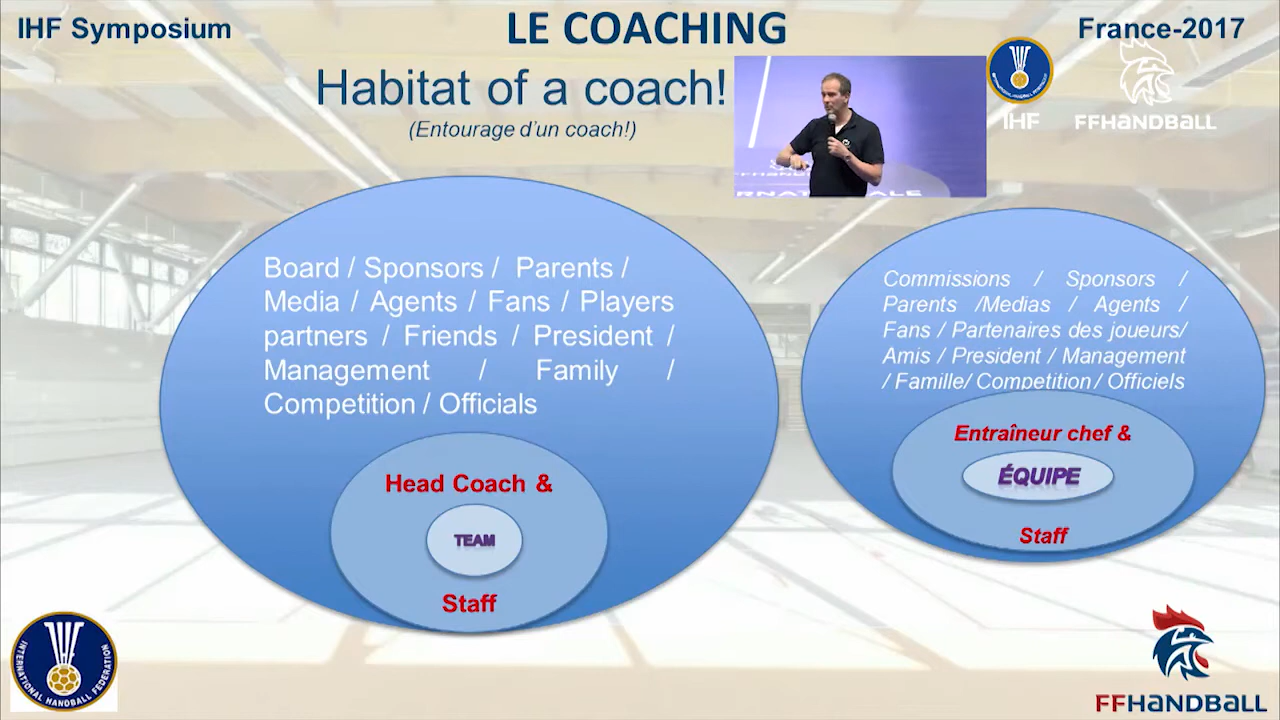 IHF Symposium
LE COACHING
France-2017
Habitat of a coach!
(Entourage d'un coach!)
IHF
FFHANDBALL
Board / Sponsors / Parents /
Media / Agents / Fans / Players
partners / Friends / President /
Management / Family /
Competition / Officials
Head Coach &
TEAM
Staff
Commissions / Sponsors /
Parents /Medias / Agents /
Fans / Partenaires des joueurs/
Amis / President / Management
/ Famille/ Competition / Officiels
Entraîneur chef &
ÉQUIPE
Staff
INTERNATIONAL HANDBALL FEDERATION
FFHANDBALL